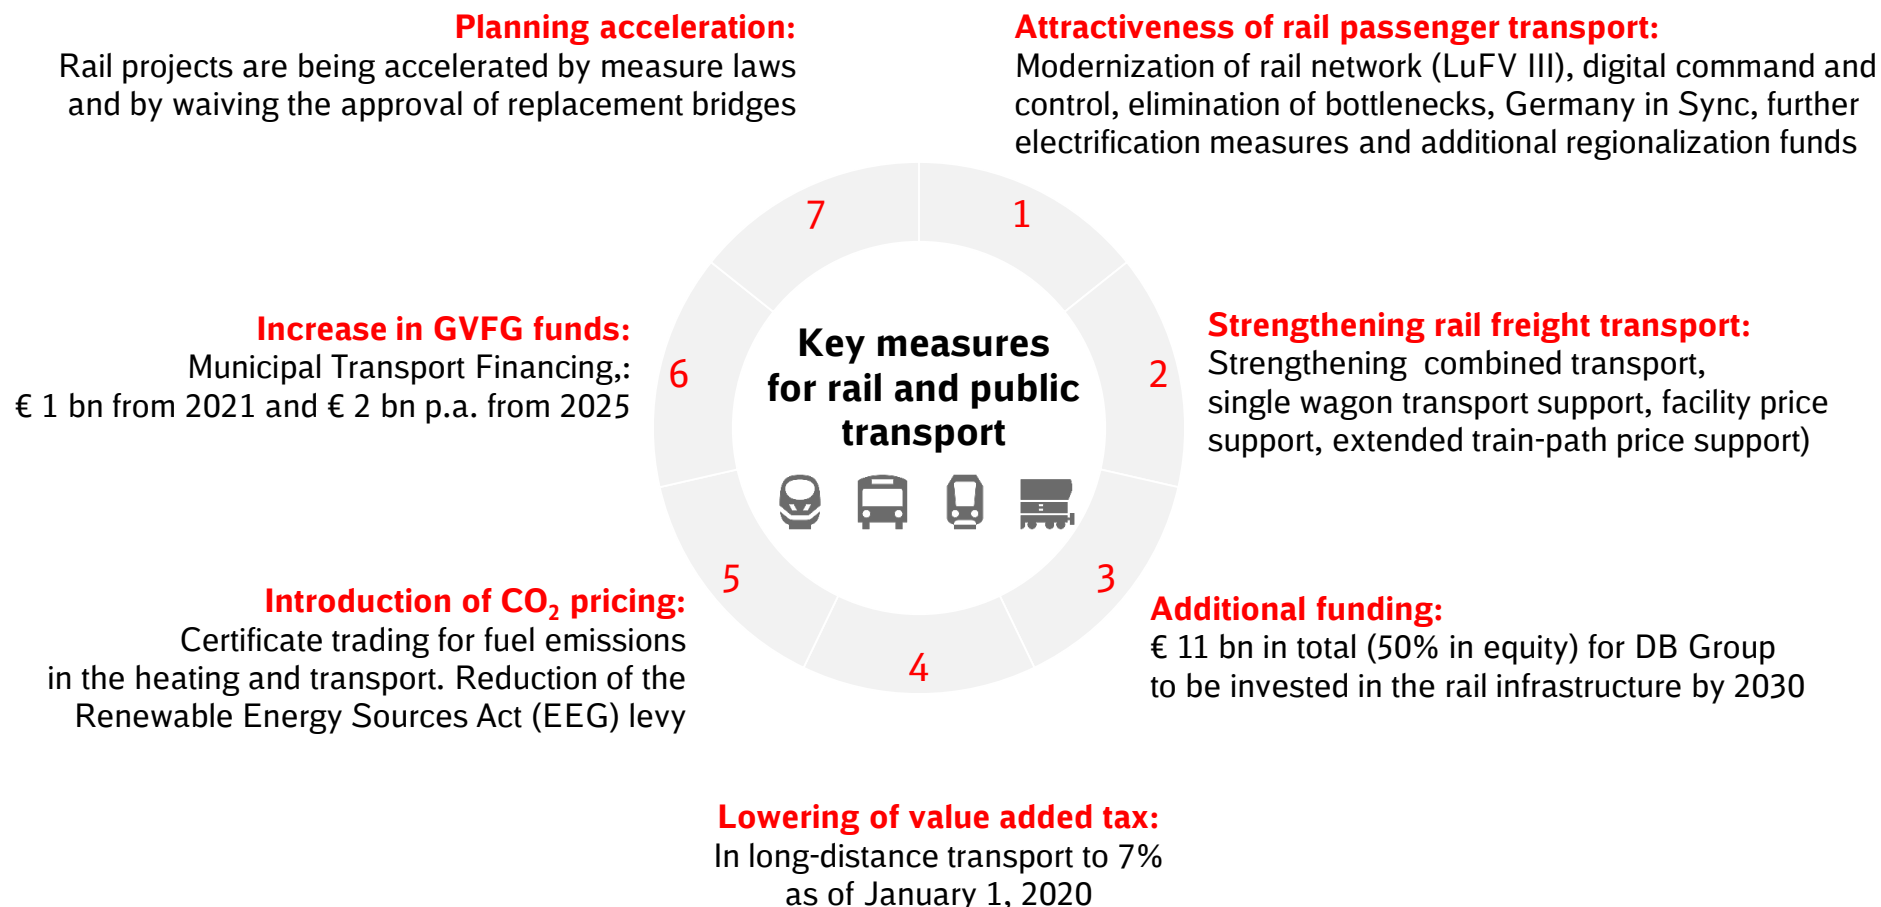 Planning acceleration:
Rail projects are being accelerated by measure laws
and by waiving the approval of replacement bridges
Attractiveness of rail passenger transport:
Modernization of rail network (LuFV III), digital command and
control, elimination of bottlenecks, Germany in Sync, further
electrification measures and additional regionalization funds
7
1
Increase in GVFG funds:
Municipal Transport Financing,:
€ 1 bn from 2021 and € 2 bn p.a. from 2025
6
Key measures
for rail and public
transport
2
Strengthening rail freight transport:
Strengthening  combined transport,
single wagon transport support, facility price
support, extended train-path price support)
Introduction of CO₂ pricing:
Certificate trading for fuel emissions
in the heating and transport. Reduction of the
Renewable Energy Sources Act (EEG) levy
5
4
3
Additional funding:
€ 11 bn in total (50% in equity) for DB Group
to be invested in the rail infrastructure by 2030
Lowering of value added tax:
In long-distance transport to 7%
as of January 1, 2020